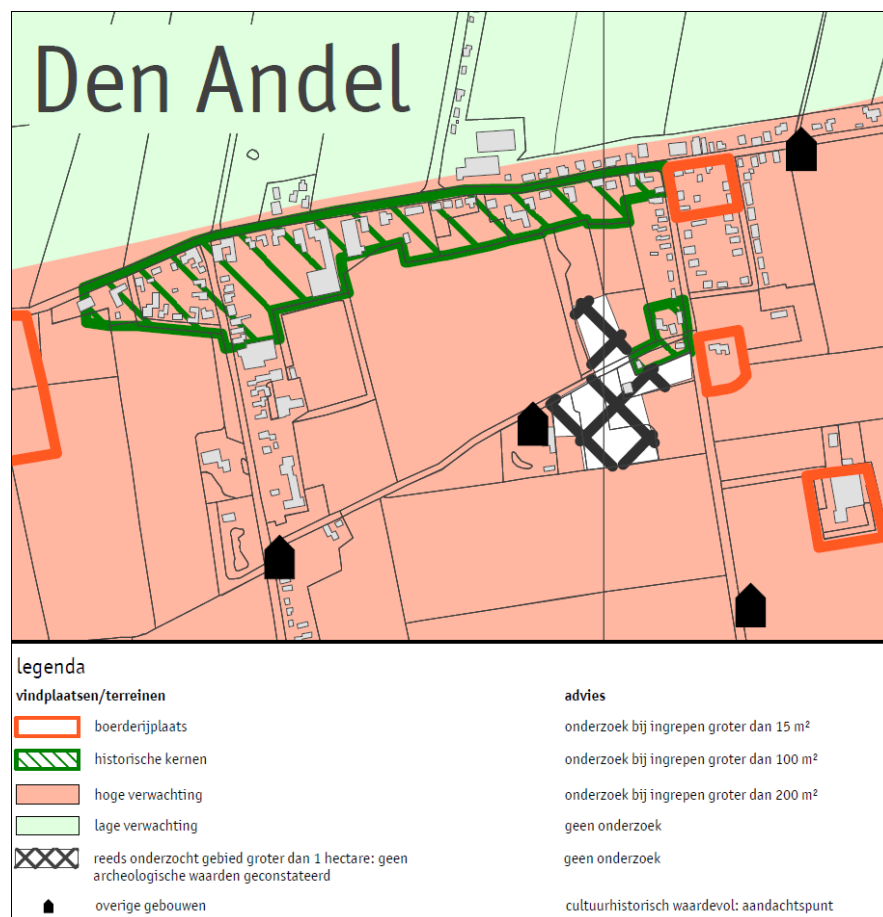 Den Andel
legenda
vindplaatsen/terreinen advies
boerderijplaats onderzoek bij ingrepen groter dan 15 m²
historische kernen onderzoek bij ingrepen groter dan 100 m²
hoge verwachting onderzoek bij ingrepen groter dan 200 m²
lage verwachting geen onderzoek
reeds onderzocht gebied groter dan 1 hectare: geen geen onderzoek
archeologische waarden geconstateerd
overige gebouwen cultuurhistorisch waardevol: aandachtspunt